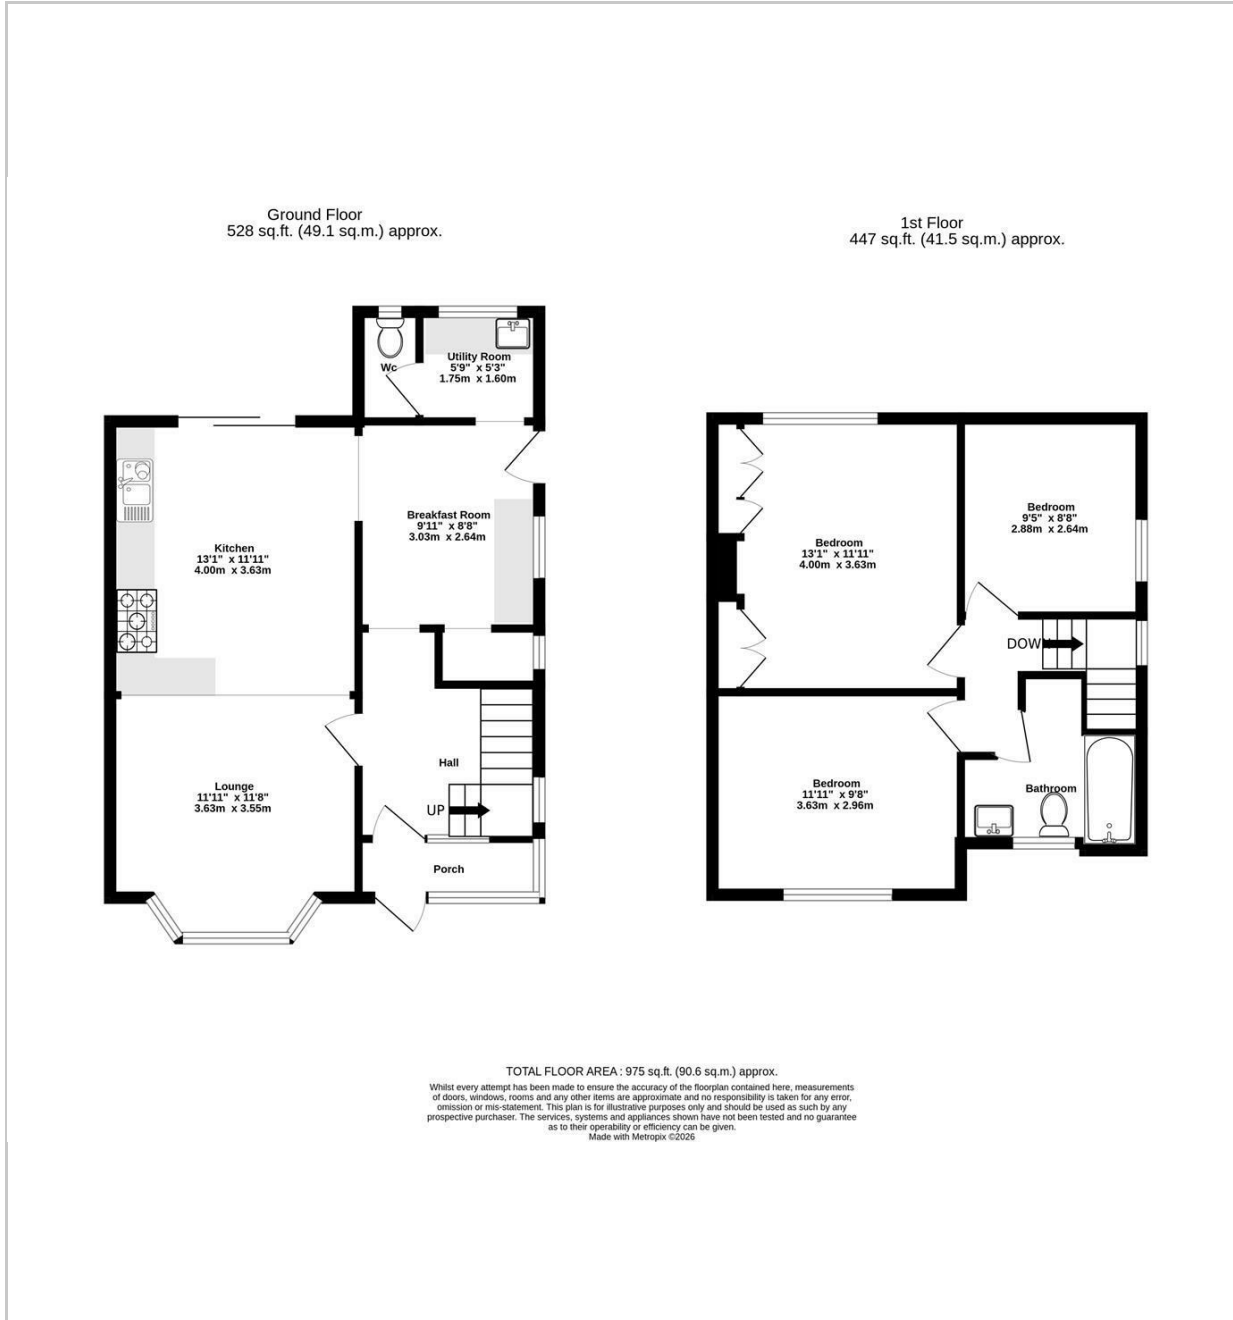 Ground Floor
528 sq.ft. (49.1 sq.m.) approx.
1st Floor
447 sq.ft. (41.5 sq.m.) approx.
Wc
Utility Room
5'9" x 5'3"
1.75m x 1.60m
Breakfast Room
9'11" x 8'8"
3.03m x 2.64m
Kitchen
13'1" x 11'11"
4.00m x 3.63m
Hall
UP
Lounge
11'11" x 11'8"
3.63m x 3.55m
Porch
Bedroom
9'5" x 8'8"
2.88m x 2.64m
Bedroom
13'1" x 11'11"
4.00m x 3.63m
DOWN
Bedroom
11'11" x 9'8"
3.63m x 2.96m
Bathroom
TOTAL FLOOR AREA : 975 sq.ft. (90.6 sq.m.) approx.
Whilst every attempt has been made to ensure the accuracy of the floorplan contained here, measurements
of doors, windows, rooms and any other items are approximate and no responsibility is taken for any error,
omission or mis-statement. This plan is for illustrative purposes only and should be used as such by any
prospective purchaser. The services, systems and appliances shown have not been tested and no guarantee
as to their operability or efficiency can be given.
Made with Metropix ©2026